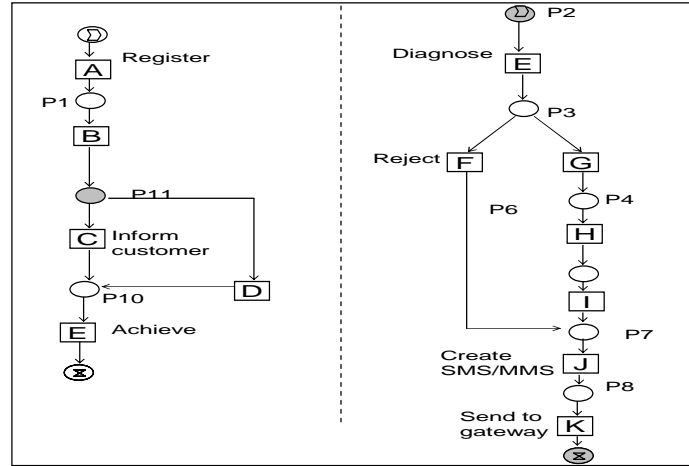 Register
A
P1
B
P11
C
Inform
customer
D
P10
E
Achieve
P2
Diagnose
E
P3
Reject
F
G
P6
P4
H
I
P7
Create
SMS/MMS
J
P8
Send to
gateway
K